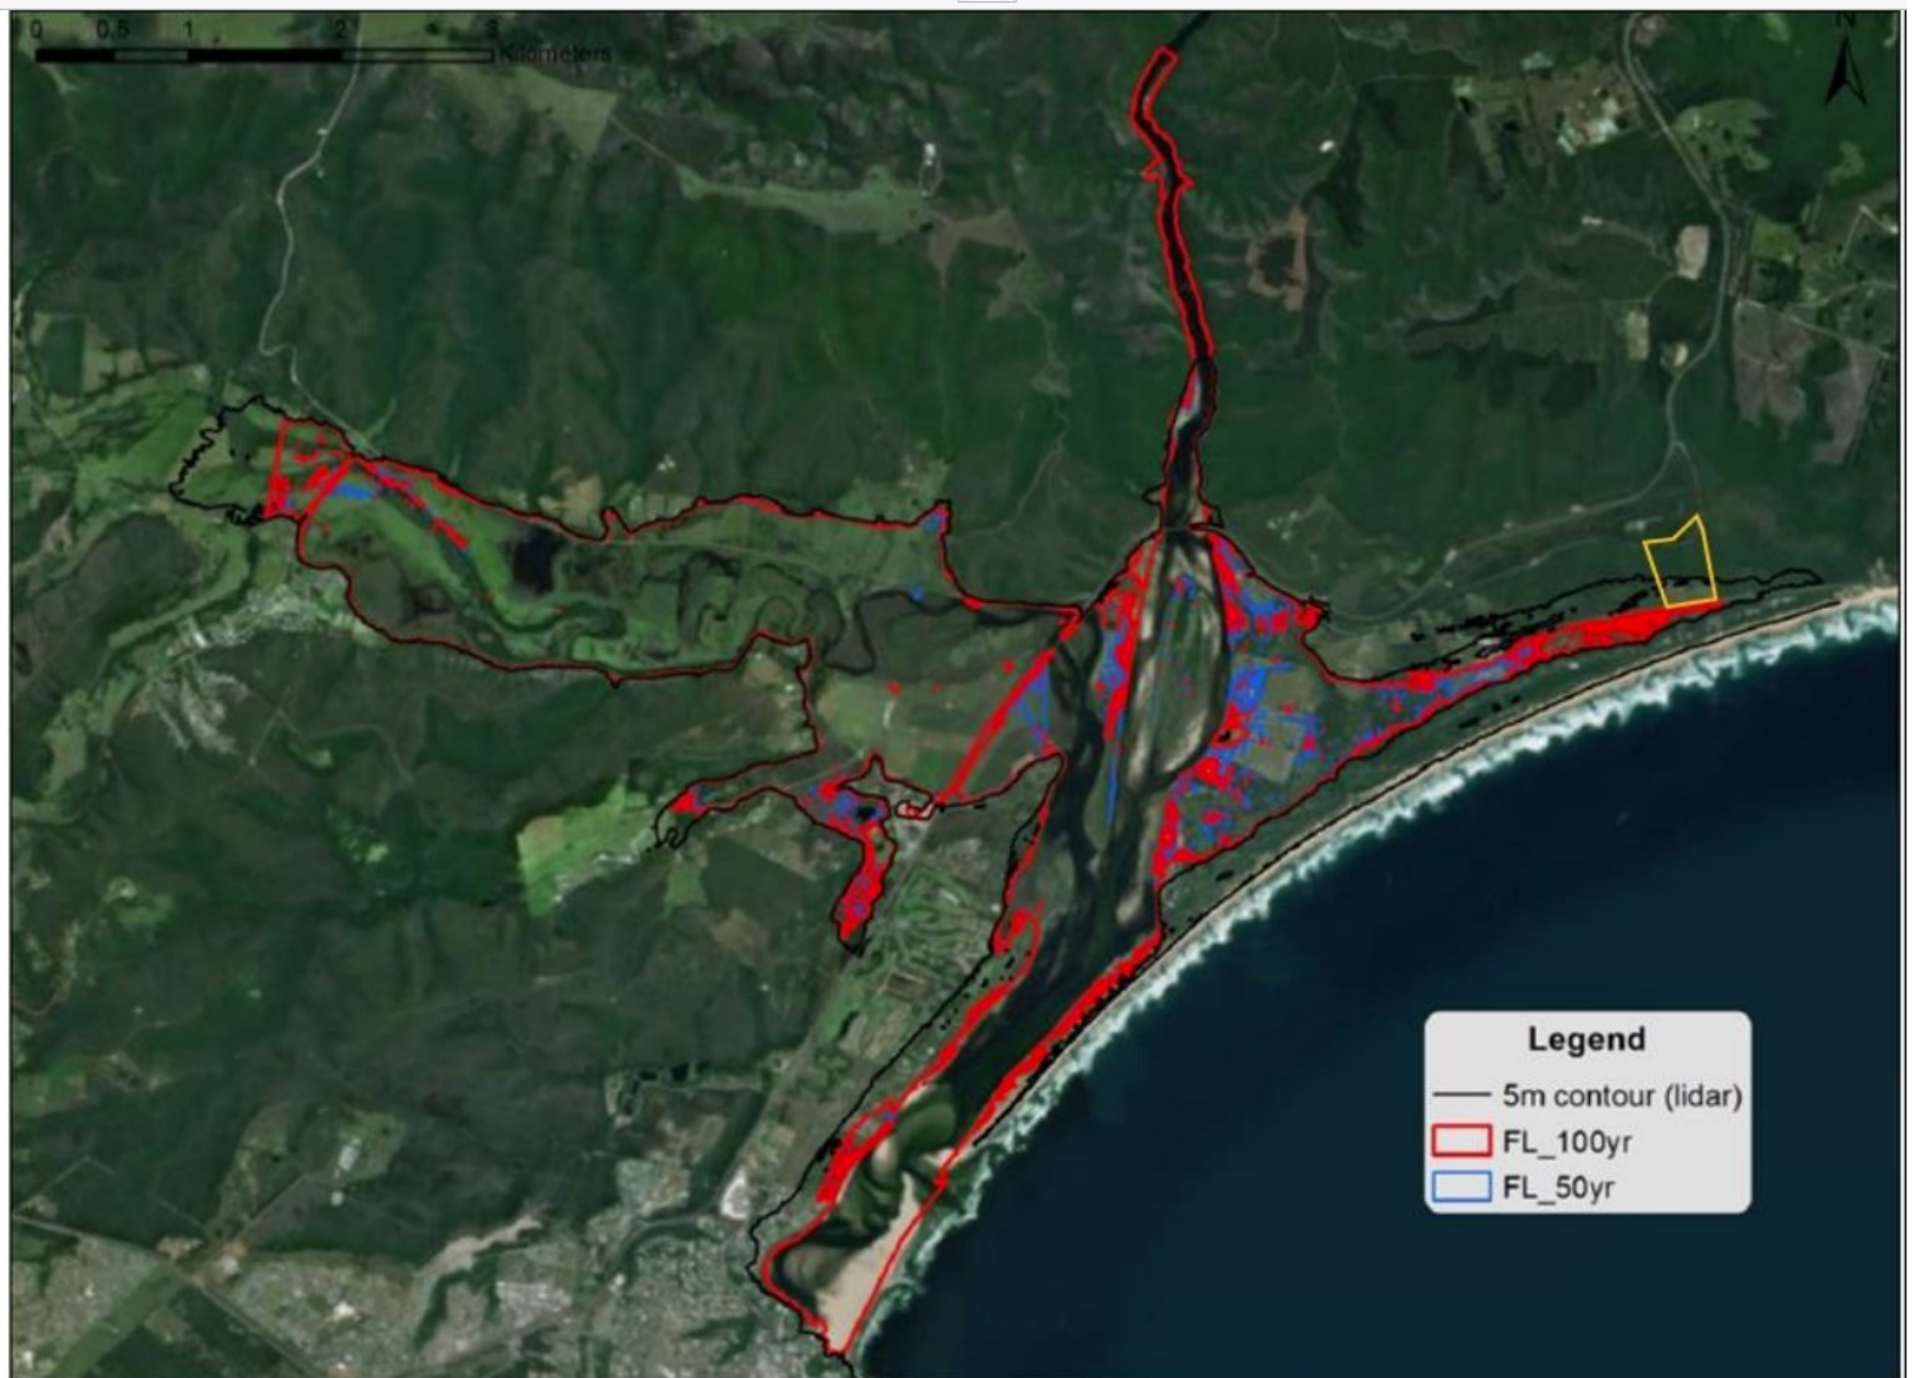 0 0,5 1 2 3
Kilometers
N
Legend
5m contour (lidar)
FL_100yr
FL_50yr